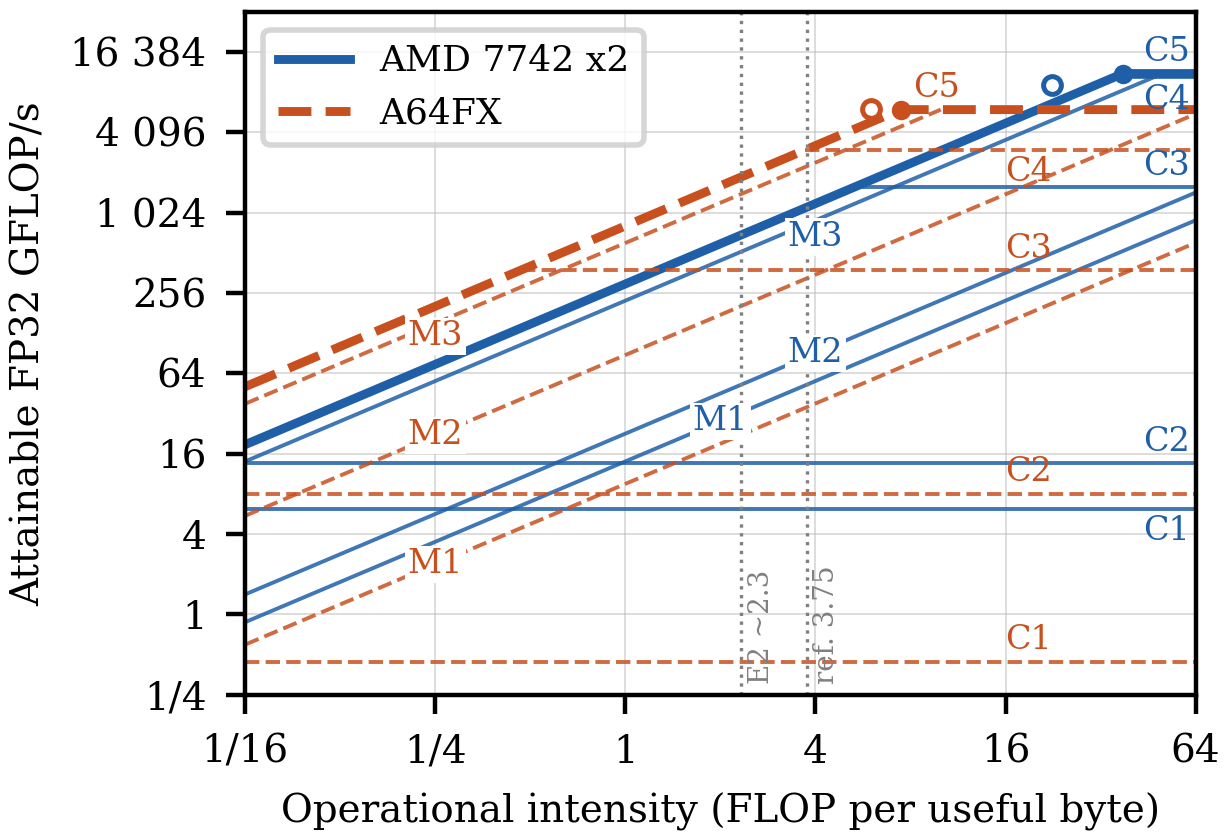 AMD 7742 x2
A64FX
16 384
4 096
1 024
256
64
16
4
1
1/4
Attainable FP32 GFLOP/s
C5
C5
C4
C3
C4
M3
C3
M3
M2
M2
M1
C2
C2
C1
M1
E2 ~2.3
ref. 3.75
C1
1/16
1/4
1
4
16
64
Operational intensity (FLOP per useful byte)